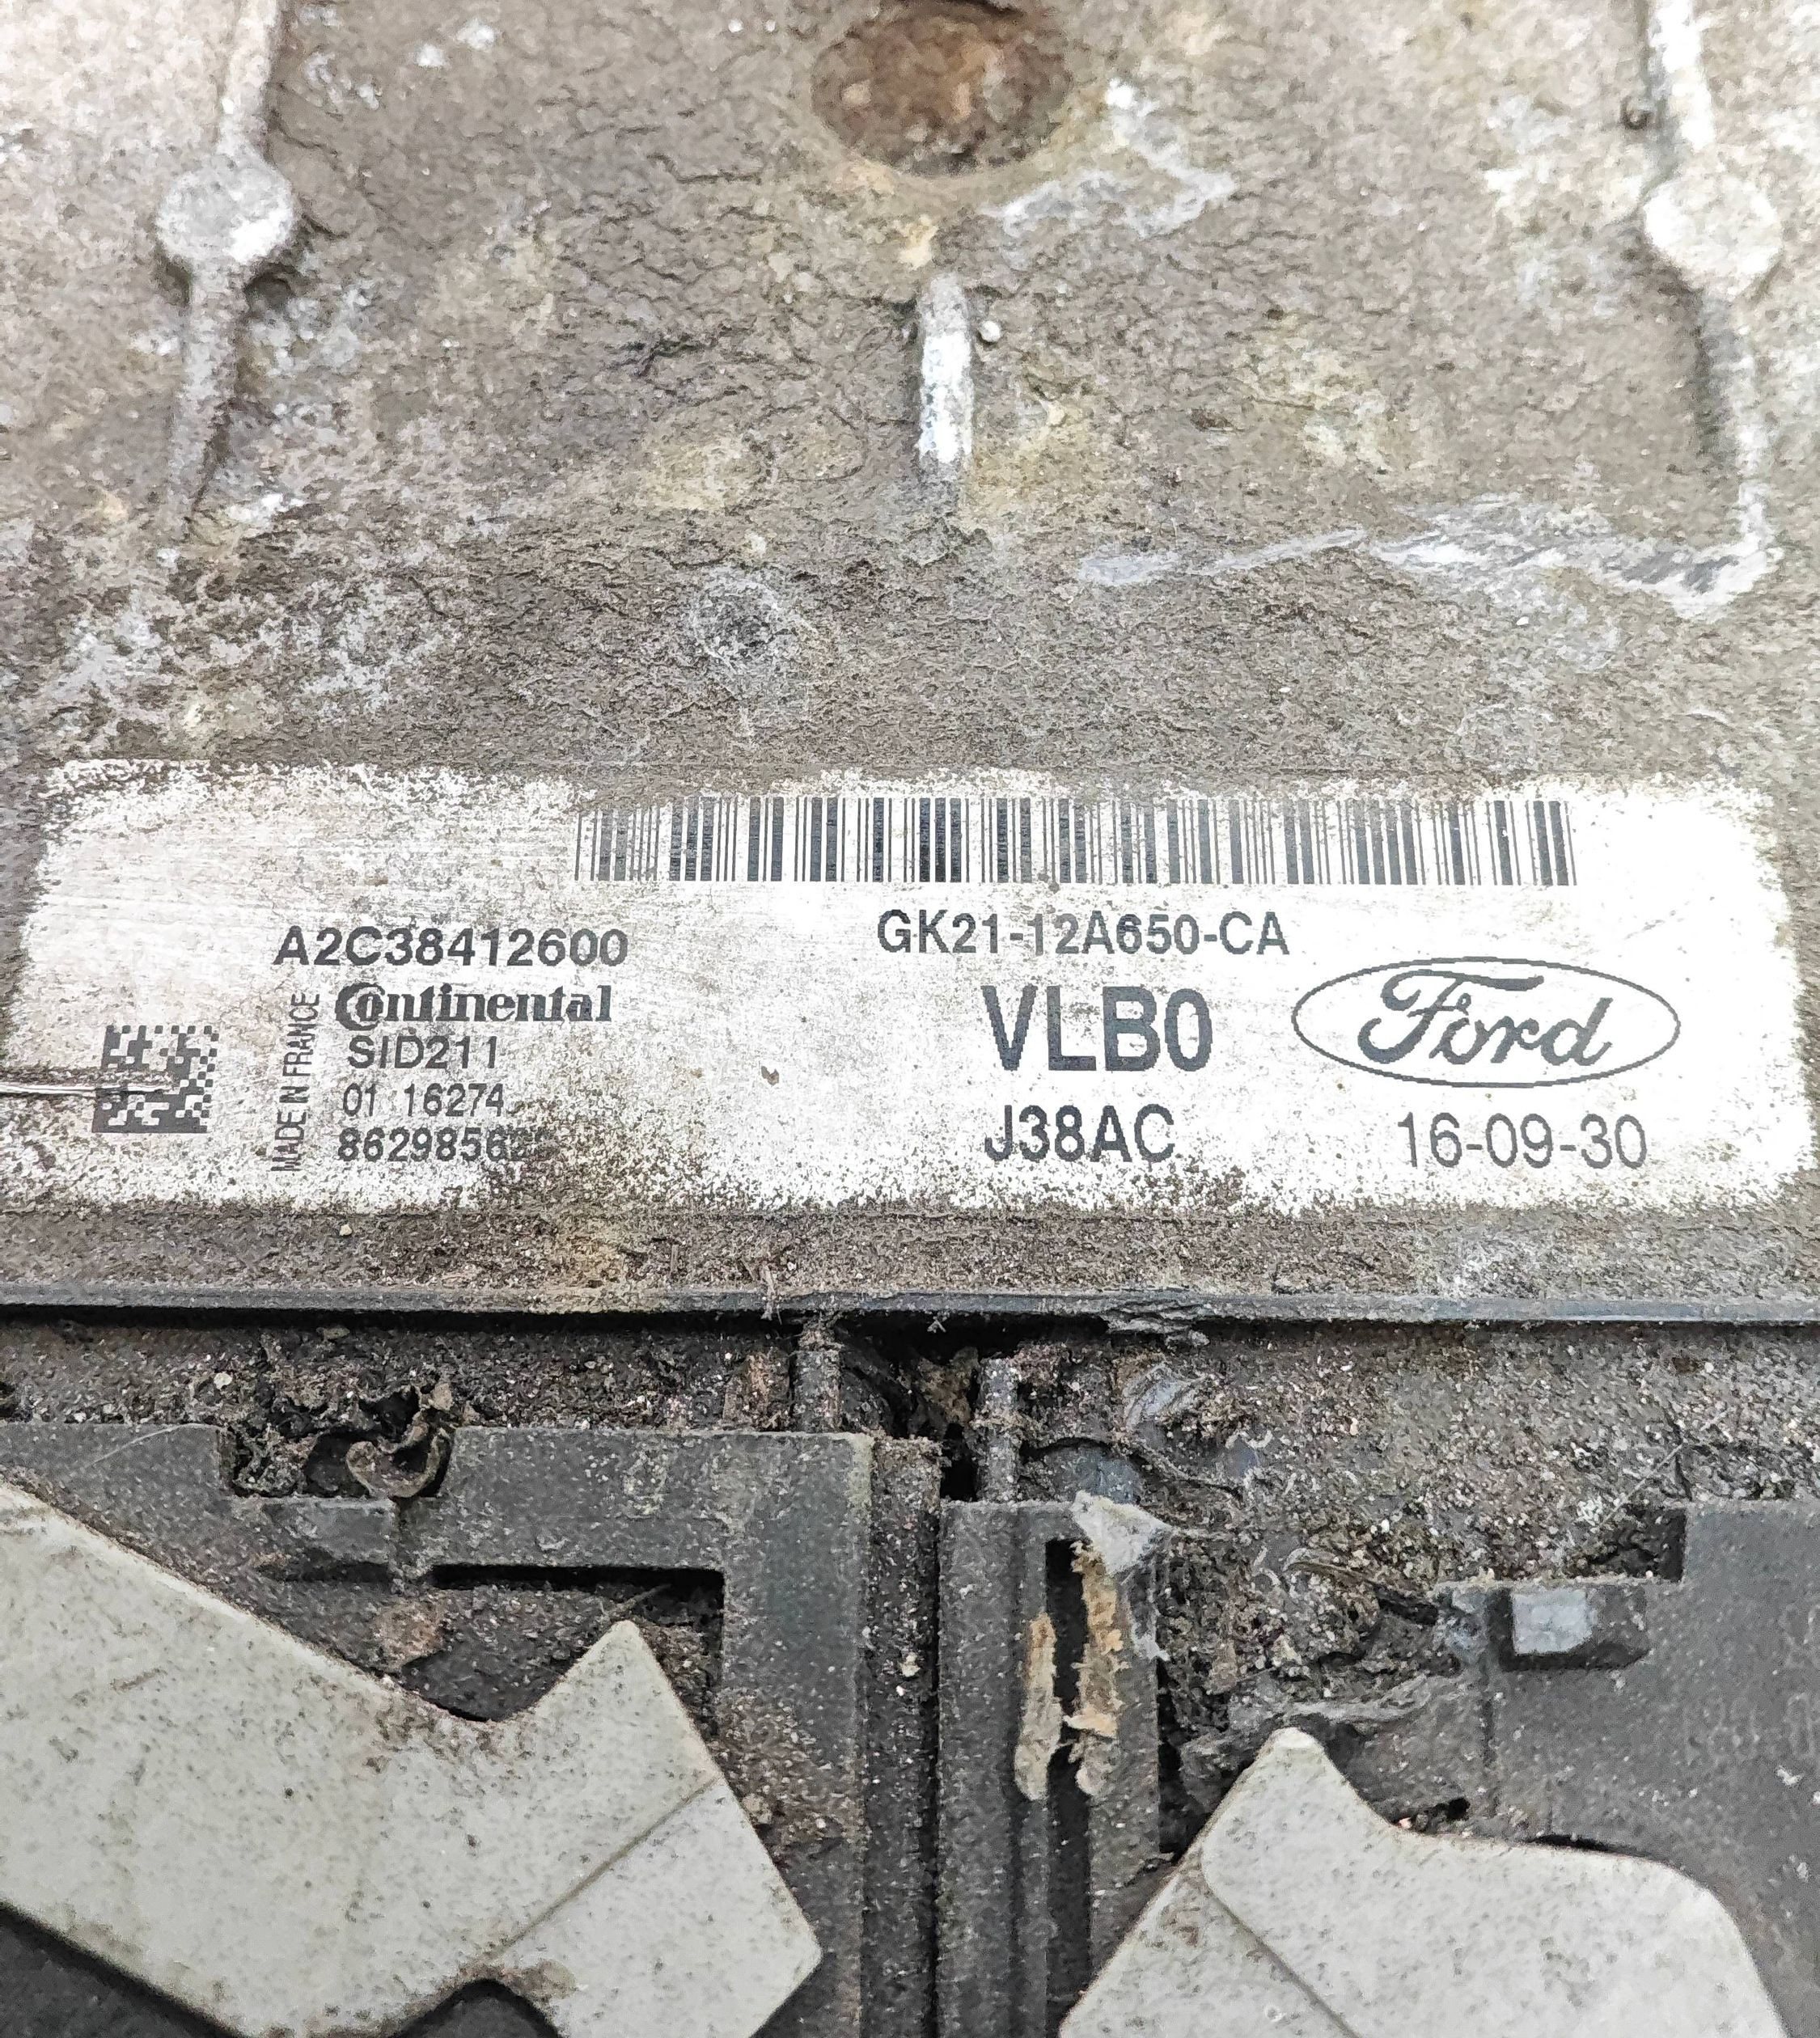 A2C38412600
Continental
SID211
01 16274
MADE IN FRANCE
GK21-12A650-CA
VLB0
J38AC
Ford
16-09-30